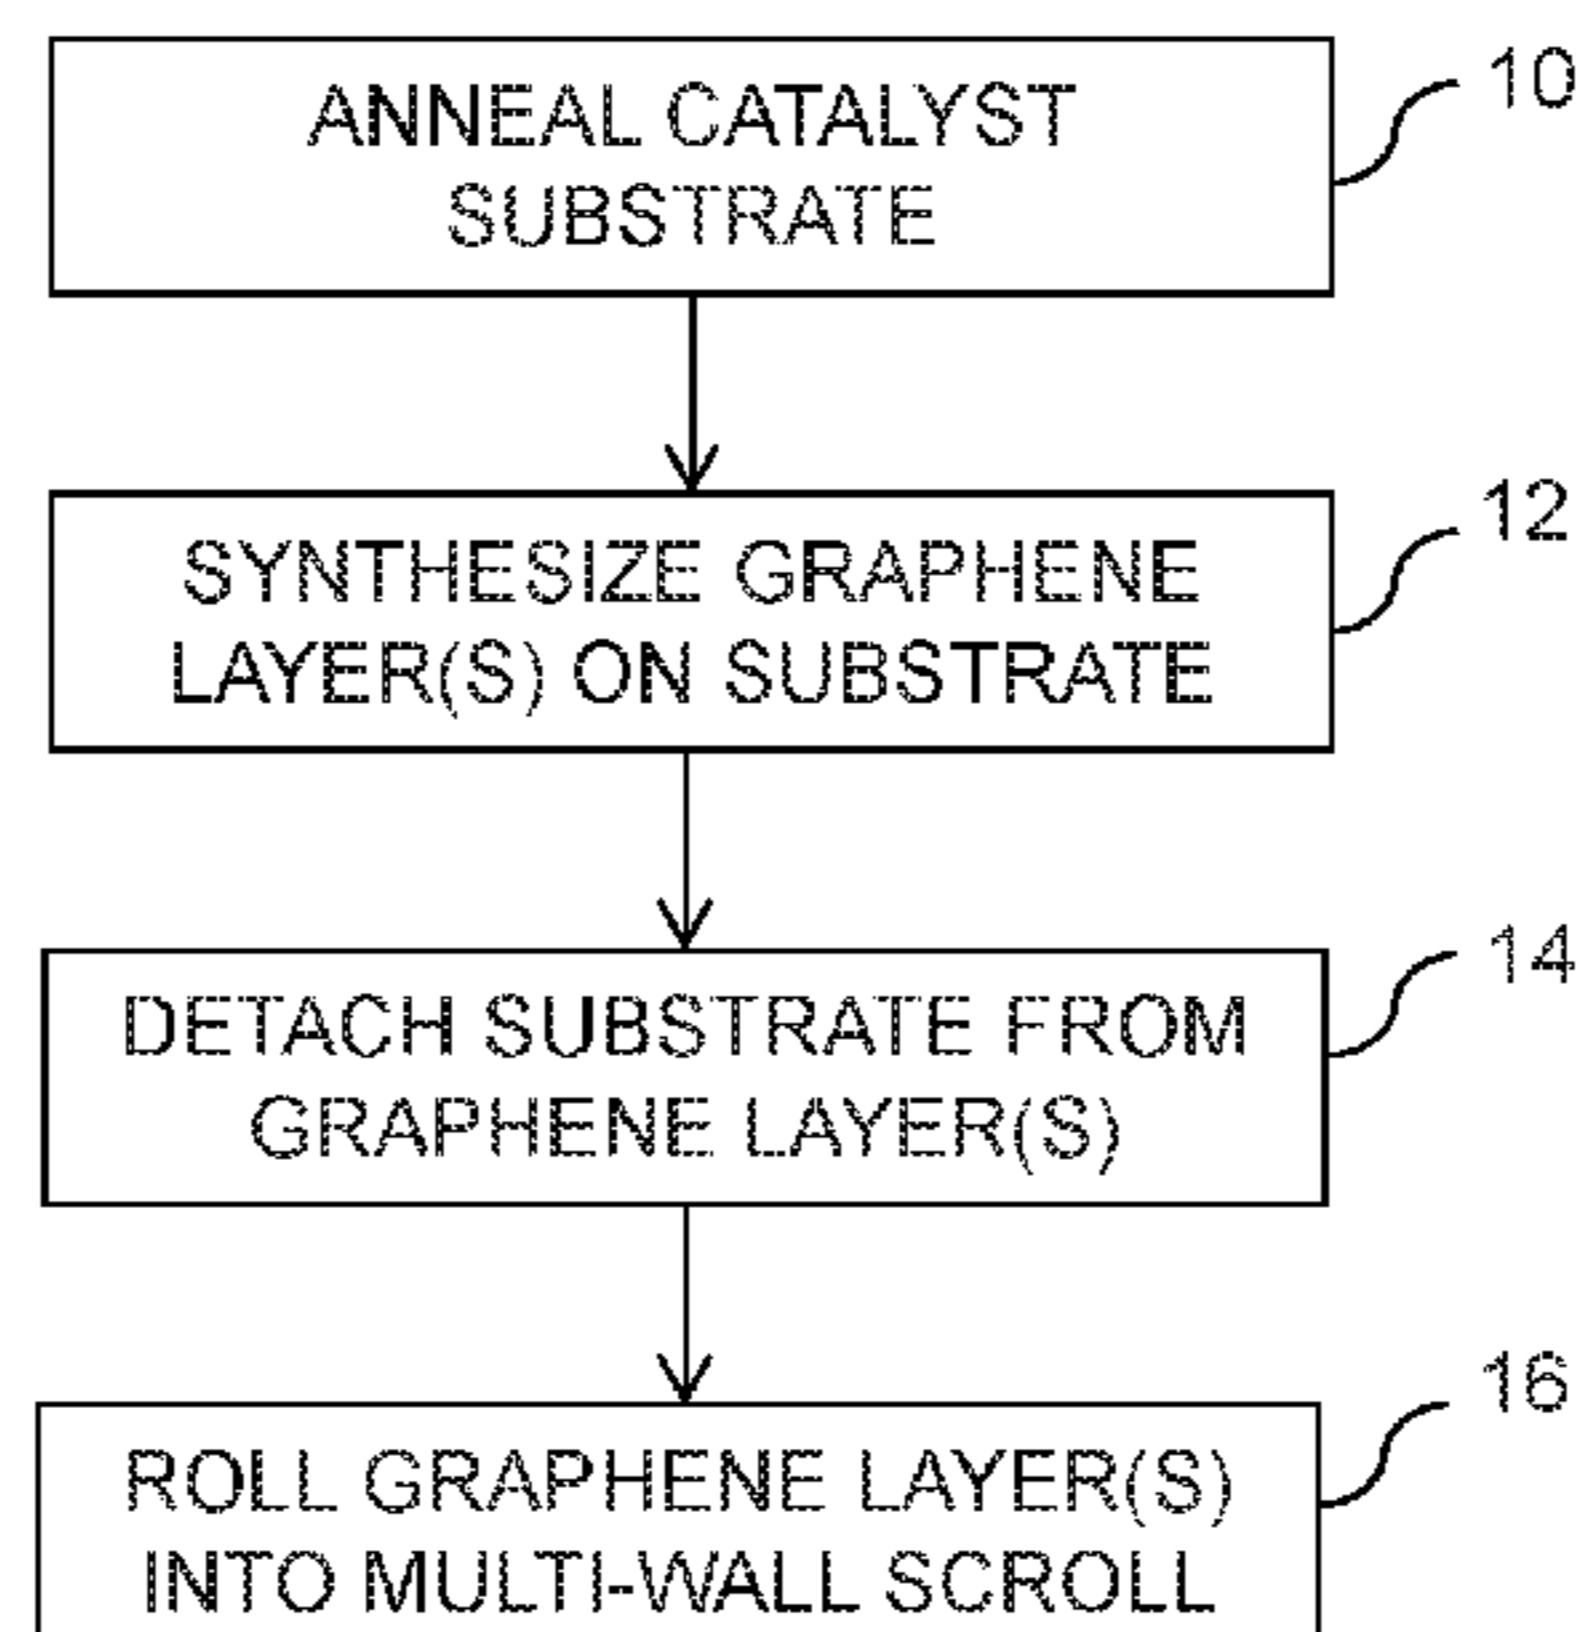 ANNEAL CATALYST
SUBSTRATE
10
SYNTHESIZE GRAPHENE
LAYER(S) ON SUBSTRATE
12
DETACH SUBSTRATE FROM
GRAPHENE LAYER(S)
14
ROLL GRAPHENE LAYER(S)
INTO MULTI-WALL SCROLL
16